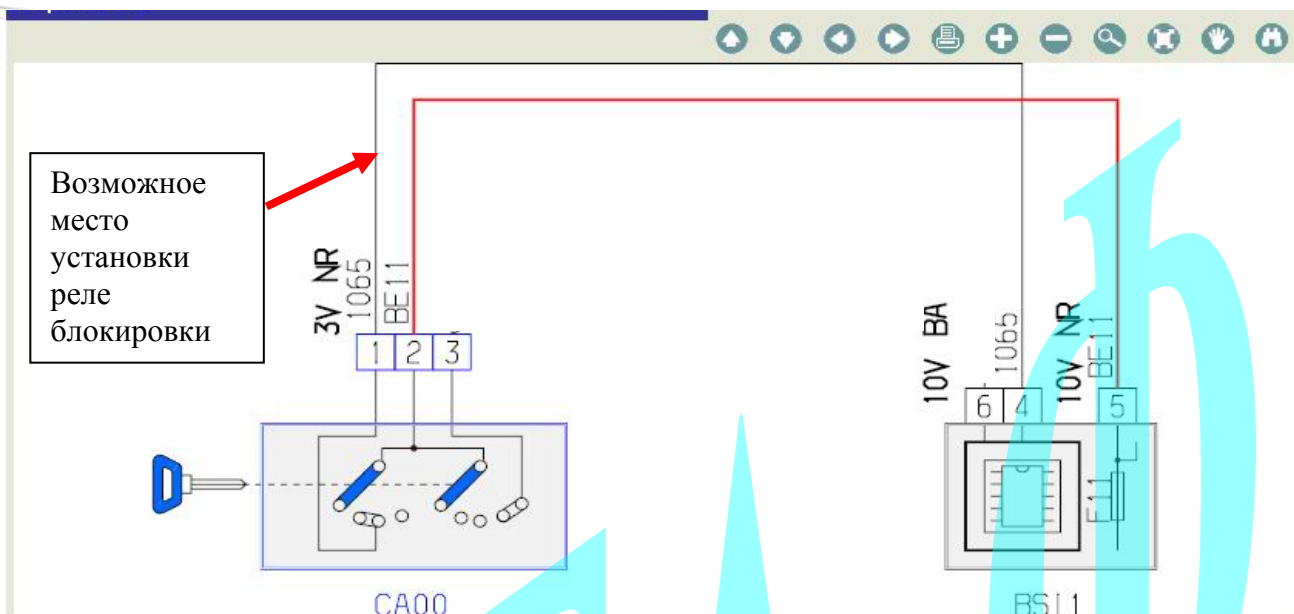 Возможное
место
установки
реле
блокировки
3V NR
1065
BE11
1 2 3
CA00
10V BA
1065
10V NR
BE11
6 4 5
F11
BSI1